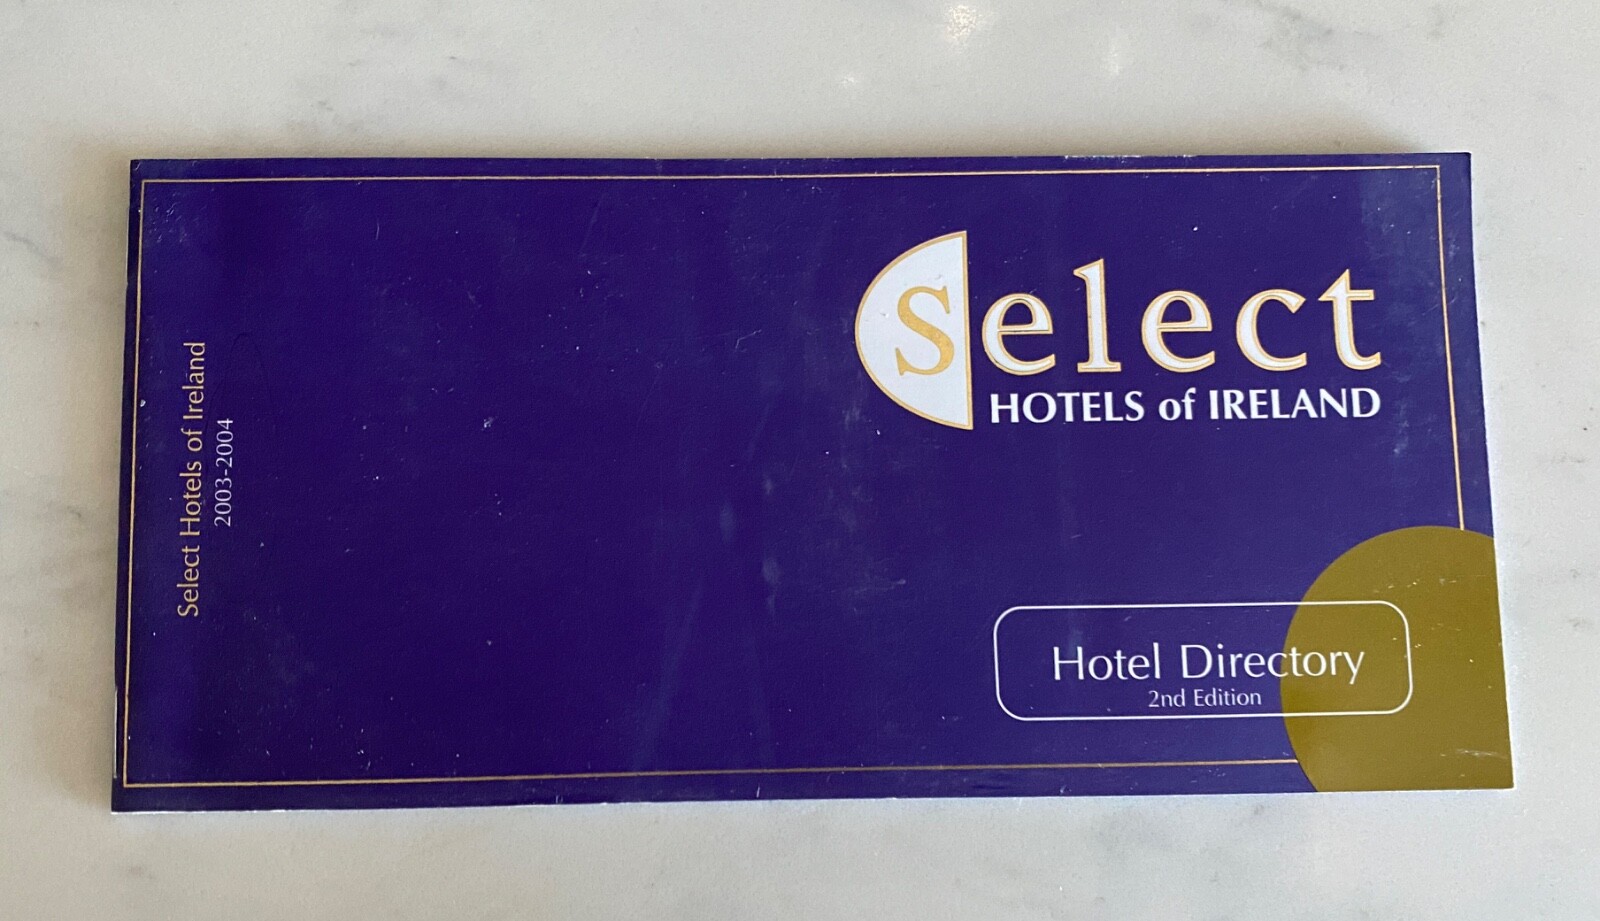 Select
HOTELS of IRELAND
Select Hotels of Ireland
2003-2004
Hotel Directory
2nd Edition